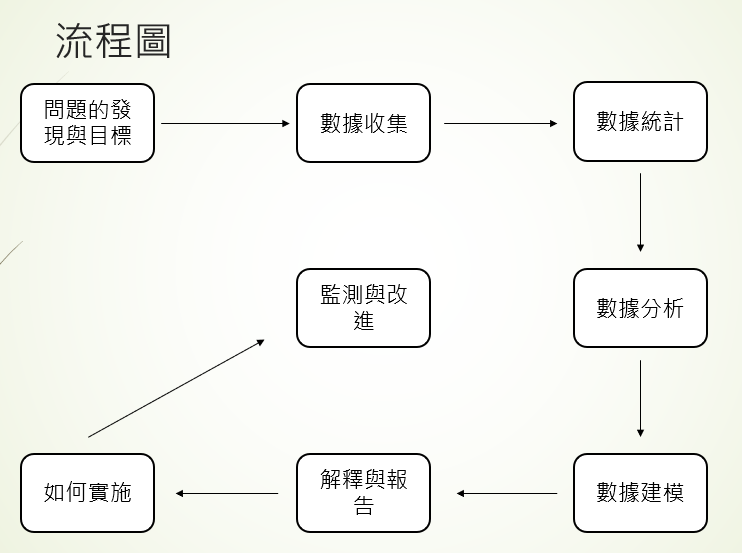 流程圖
問題的發
現與目標
數據收集
數據統計
監測與改
進
數據分析
如何實施
解釋與報
告
數據建模